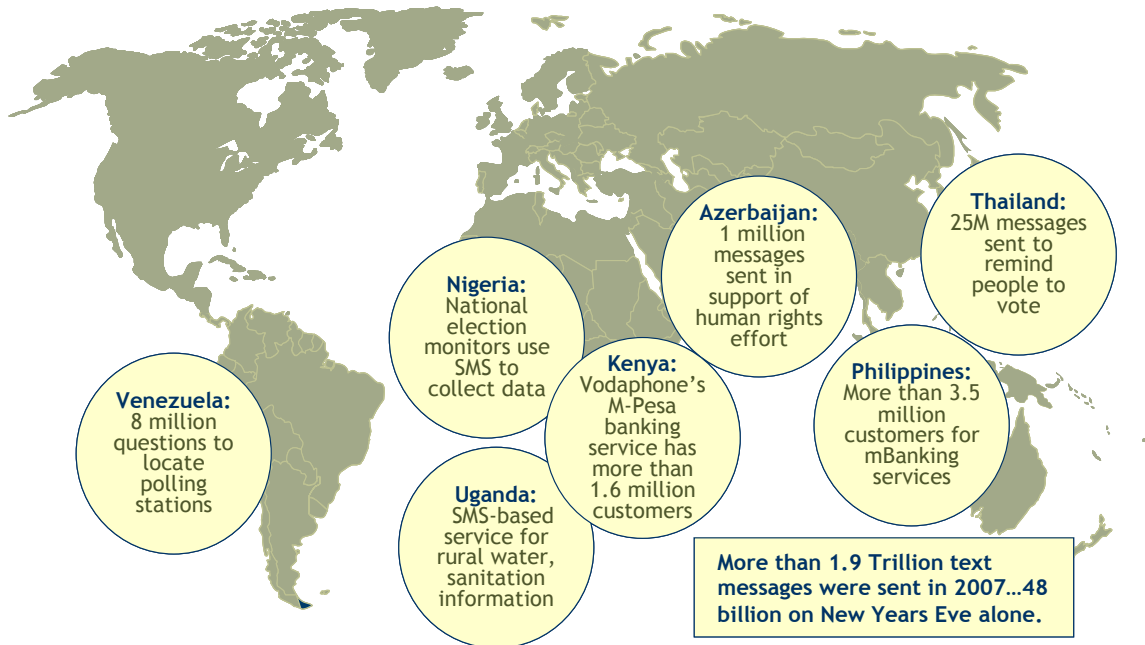 Venezuela:
8 million
questions to
locate
polling
stations
Nigeria:
National
election
monitors use
SMS to
collect data
Uganda:
SMS-based
service for
rural water,
sanitation
information
Kenya:
Vodaphone’s
M-Pesa
banking
service has
more than
1.6 million
customers
Azerbaijan:
1 million
messages
sent in
support of
human rights
effort
Thailand:
25M messages
sent to
remind
people to
vote
Philippines:
More than 3.5
million
customers for
mBanking
services
More than 1.9 Trillion text
messages were sent in 2007…48
billion on New Years Eve alone.